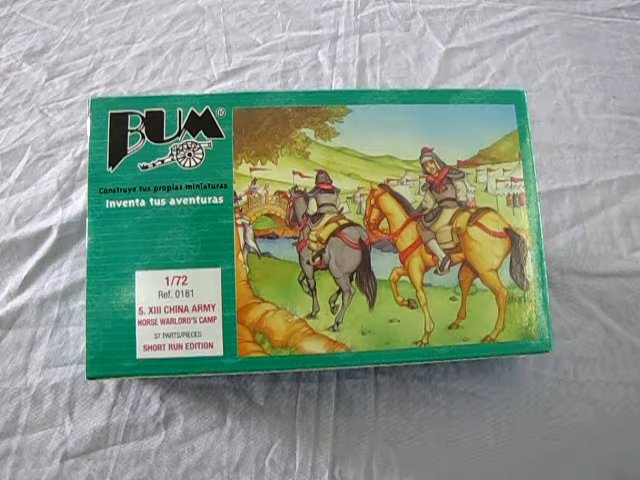 BUM®
Construye tus propias miniaturas
Inventa tus aventuras
1/72
Ref. 0181
S. XIII CHINA ARMY
HORSE WARLORD'S CAMP
37 PARTS/PIECES
SHORT RUN EDITION